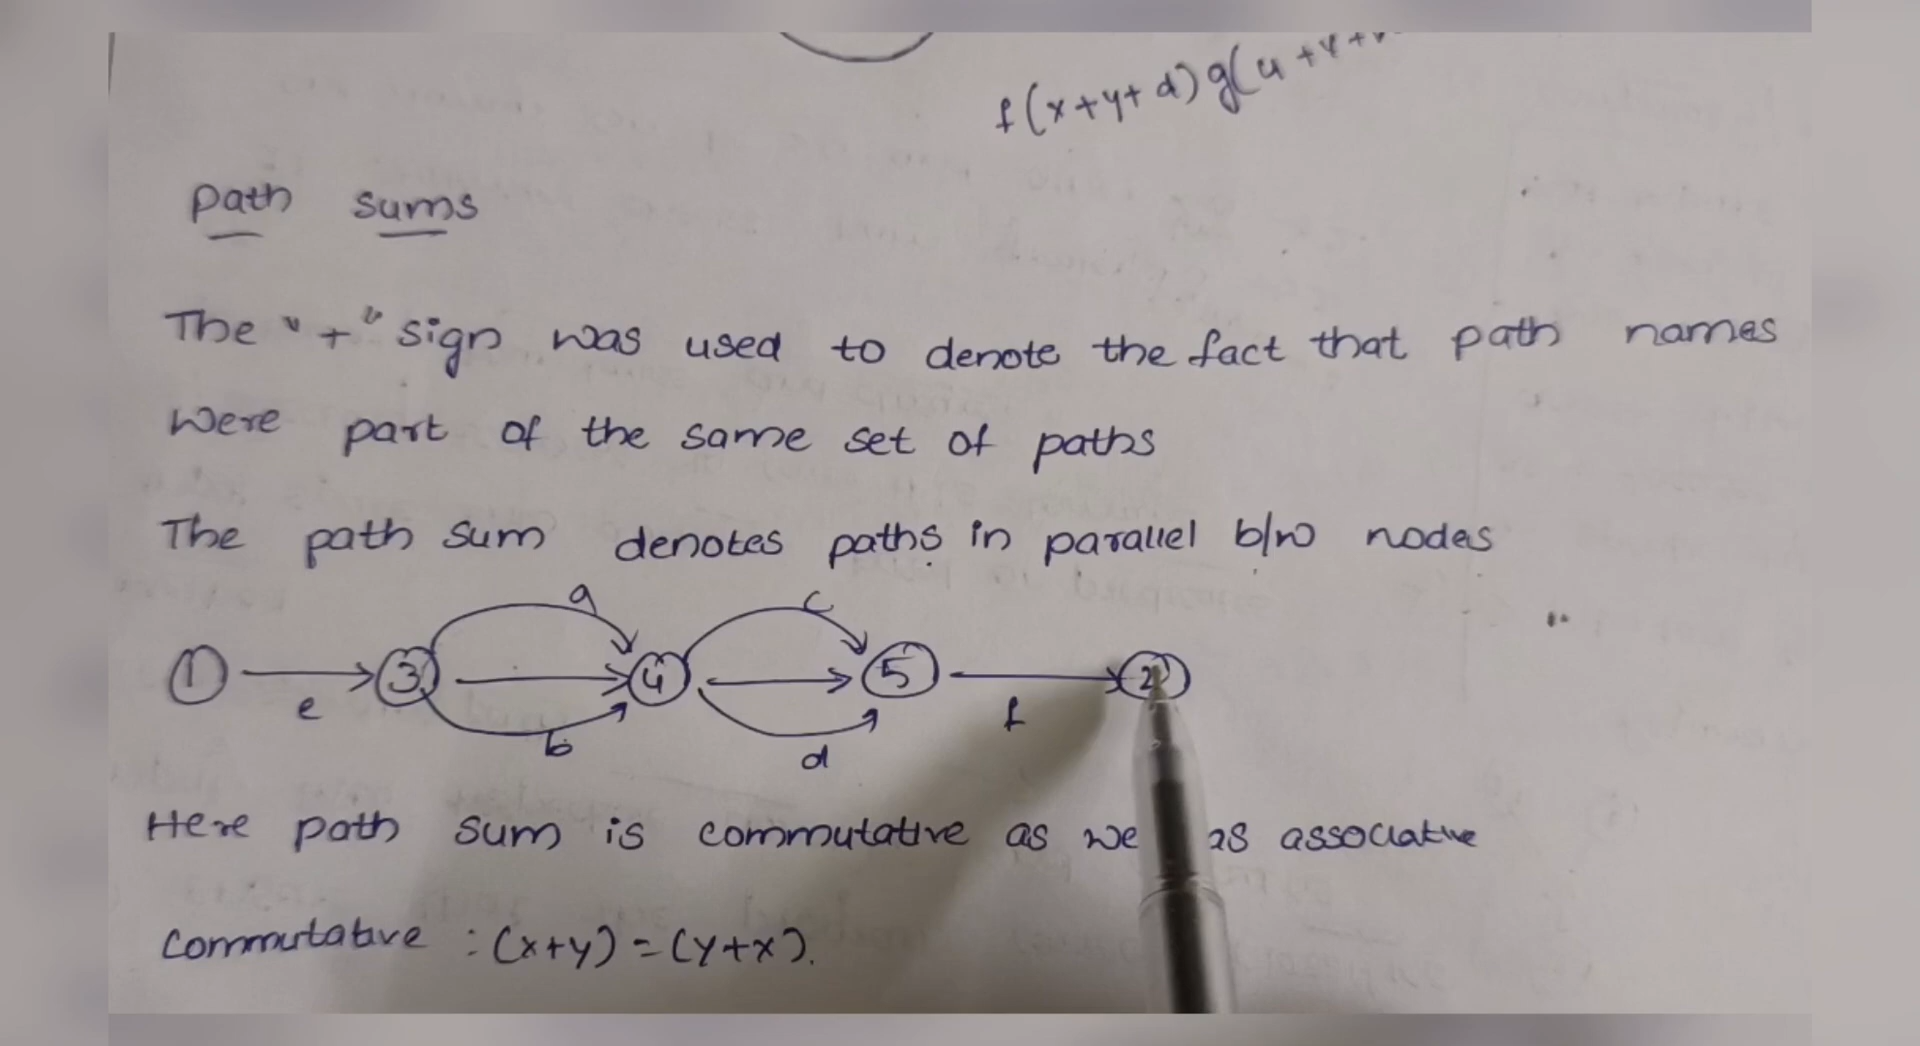 f(x+y+d)g(u+v+
Path sums
The "+" sign was used to denote the fact that path names
were part of the same set of paths
The path sum denotes paths in parallel b/w nodes
a c
1 3 4 5 2
e b d f
Here path sum is commutative as we as associative
commutative : (x+y) = (y+x).